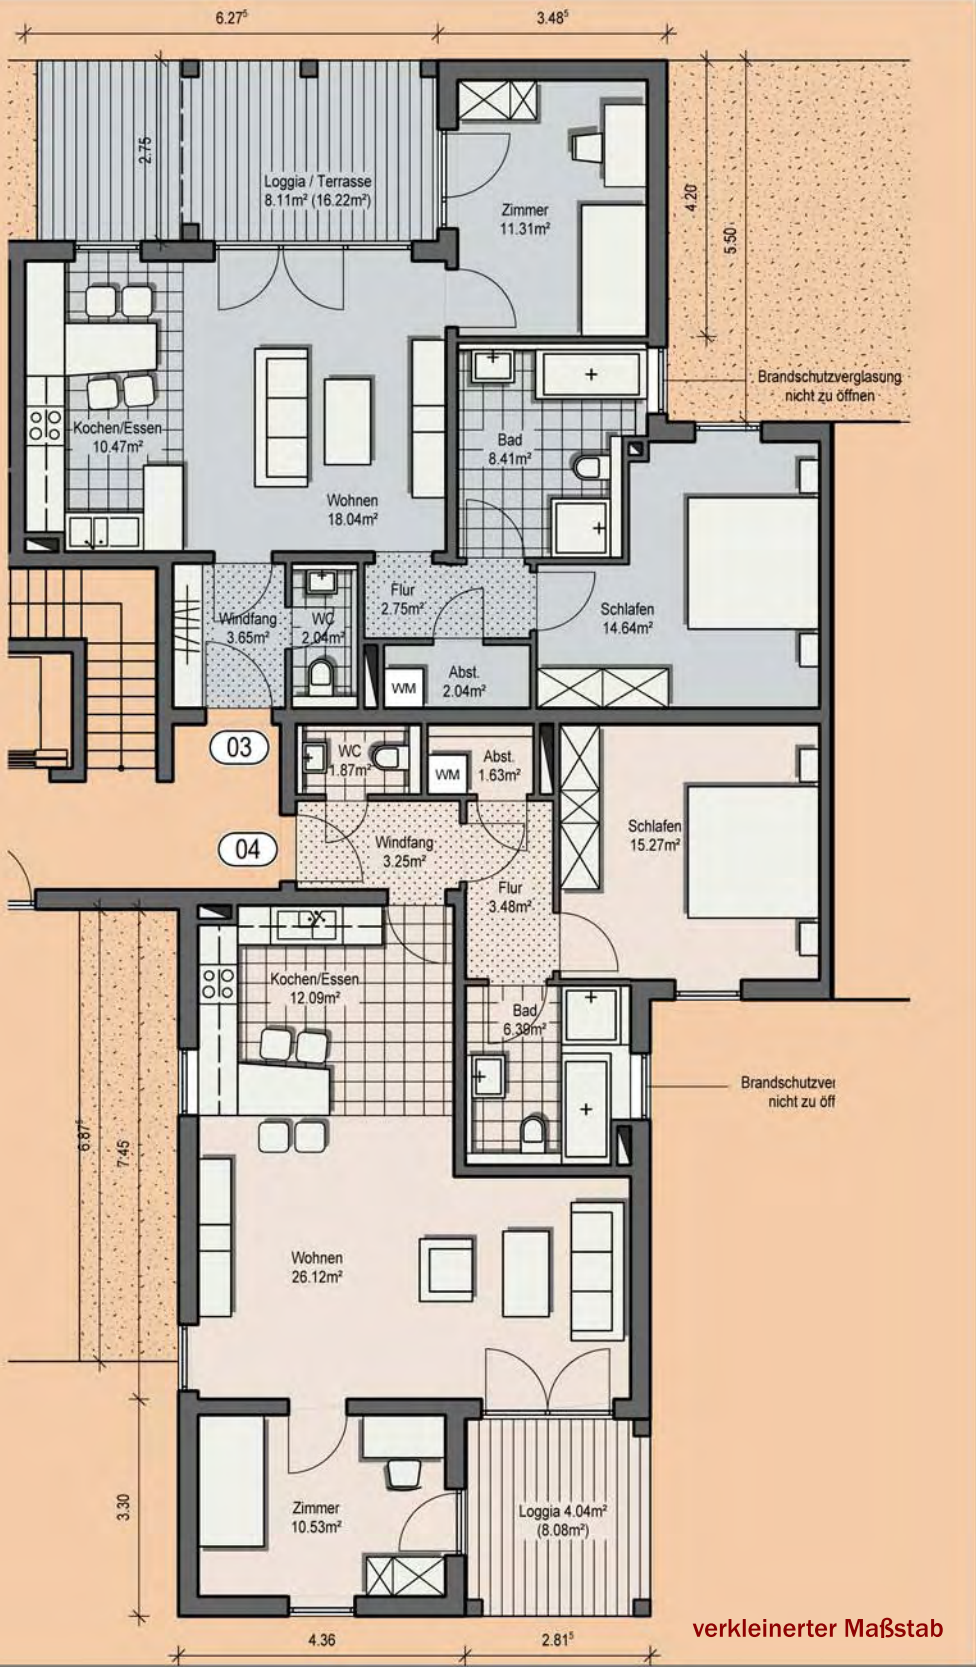 6.27⁵
3.48⁵
2.75
Loggia / Terrasse
8.11m² (16.22m²)
Zimmer
11.31m²
4.20
5.50
Brandschutzverglasung
nicht zu öffnen
Kochen/Essen
10.47m²
Bad
8.41m²
Wohnen
18.04m²
Flur
2.75m²
Schlafen
14.64m²
Windfang
3.65m²
WC
2.04m²
Abst.
2.04m²
WM
03
WC
1.87m²
Abst.
1.63m²
WM
04
Windfang
3.25m²
Schlafen
15.27m²
Flur
3.48m²
Kochen/Essen
12.09m²
Bad
6.39m²
Brandschutzver
nicht zu öff
6.87⁵
7.45
Wohnen
26.12m²
3.30
Zimmer
10.53m²
Loggia 4.04m²
(8.08m²)
verkleinerter Maßstab
4.36
2.81⁵